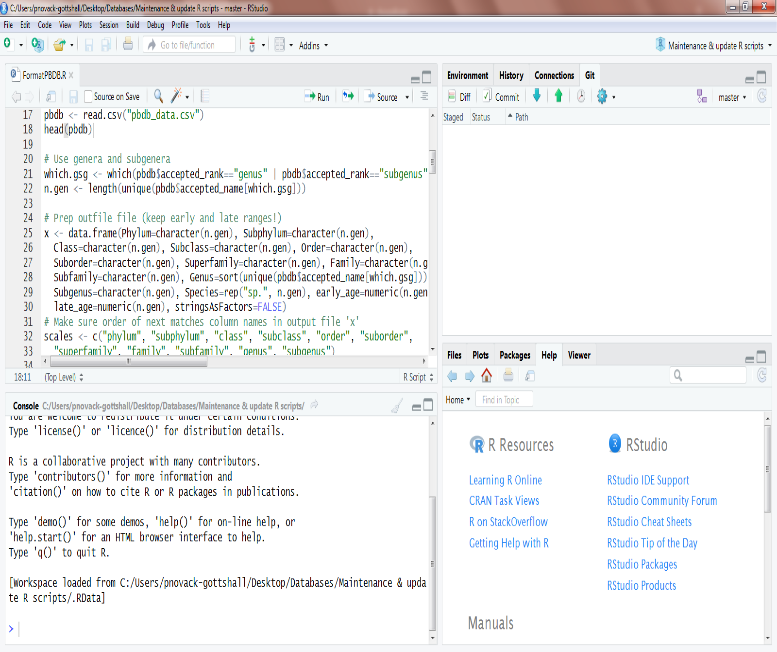 C:/Users/pnovack-gottshall/Desktop/Databases/Maintenance & update R scripts - master - RStudio
File Edit Code View Plots Session Build Debug Profile Tools Help
Go to file/function Addins Maintenance & update R scripts
FormatPBDB.R
Source on Save Run Source
17 pbdb <- read.csv("pbdb_data.csv")
18 head(pbdb)
19
20 # Use genera and subgenera
21 which.gsg <- which(pbdb$accepted_rank=="genus" | pbdb$accepted_rank=="subgenus"
22 n.gen <- length(unique(pbdb$accepted_name[which.gsg]))
23
24 # Prep outfile file (keep early and late ranges!)
25 x <- data.frame(Phylum=character(n.gen), Subphylum=character(n.gen),
26 Class=character(n.gen), Subclass=character(n.gen), Order=character(n.gen),
27 Suborder=character(n.gen), Superfamily=character(n.gen), Family=character(n.g
28 Subfamily=character(n.gen), Genus=sort(unique(pbdb$accepted_name[which.gsg]))
29 Subgenus=character(n.gen), Species=rep("sp.", n.gen), early_age=numeric(n.gen
30 late_age=numeric(n.gen), stringsAsFactors=FALSE)
31 # Make sure order of next matches column names in output file 'x'
32 scales <- c("phylum", "subphylum", "class", "subclass", "order", "suborder",
33 "superfamily", "family", "subfamily", "genus", "subgenus")
34
18:11 (Top Level) R Script
Console C:/Users/pnovack-gottshall/Desktop/Databases/Maintenance & update R scripts/
You are welcome to redistribute it under certain conditions.
Type 'license()' or 'licence()' for distribution details.
R is a collaborative project with many contributors.
Type 'contributors()' for more information and
'citation()' on how to cite R or R packages in publications.
Type 'demo()' for some demos, 'help()' for on-line help, or
'help.start()' for an HTML browser interface to help.
Type 'q()' to quit R.
[Workspace loaded from C:/Users/pnovack-gottshall/Desktop/Databases/Maintenance & upda
te R scripts/.RData]
>
Environment History Connections Git
Diff Commit master
Staged Status Path
Files Plots Packages Help Viewer
Home Find in Topic
R Resources
Learning R Online
CRAN Task Views
R on StackOverflow
Getting Help with R
RStudio
RStudio IDE Support
RStudio Community Forum
RStudio Cheat Sheets
RStudio Tip of the Day
RStudio Packages
RStudio Products
Manuals